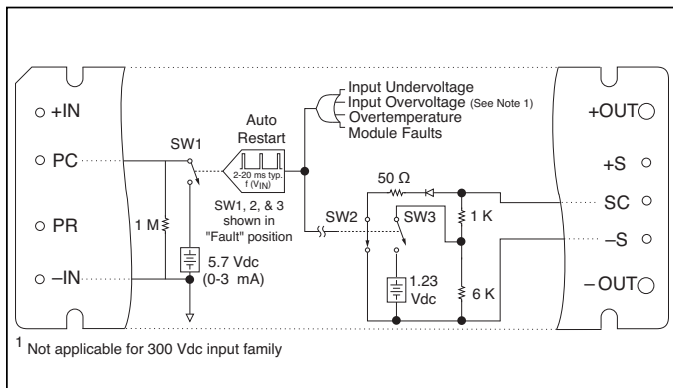 +IN
PC
PR
–IN
SW1
1 M
5.7 Vdc
(0-3 mA)
Auto
Restart
2-20 ms typ.
f (VIN)
SW1, 2, & 3
shown in
"Fault" position
Input Undervoltage
Input Overvoltage (See Note 1)
Overtemperature
Module Faults
50 Ω
SW2
SW3
1 K
1.23
Vdc
6 K
+OUT
+S
SC
–S
–OUT
1 Not applicable for 300 Vdc input family